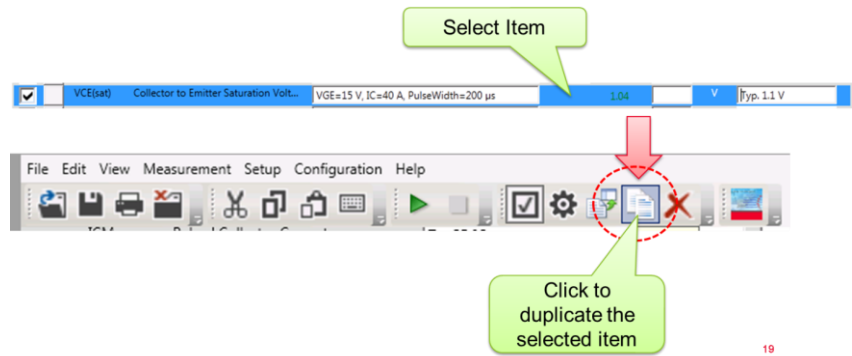 Select Item
VCE(sat) Collector to Emitter Saturation Volt... VGE=15 V, IC=40 A, PulseWidth=200 µs 1.04 V Typ. 1.1 V
File Edit View Measurement Setup Configuration Help
Click to
duplicate the
selected item
19